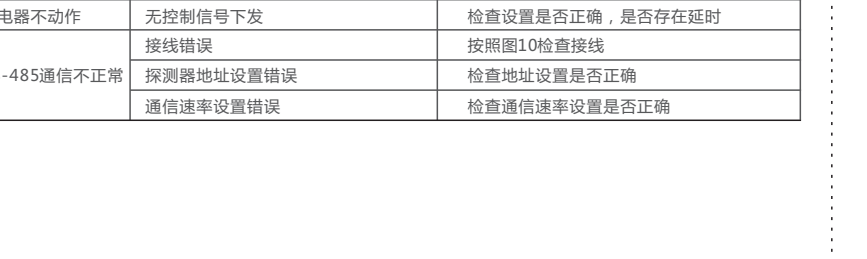 电器不动作 无控制信号下发 检查设置是否正确，是否存在延时
接线错误 按照图10检查接线
-485通信不正常 探测器地址设置错误 检查地址设置是否正确
通信速率设置错误 检查通信速率设置是否正确